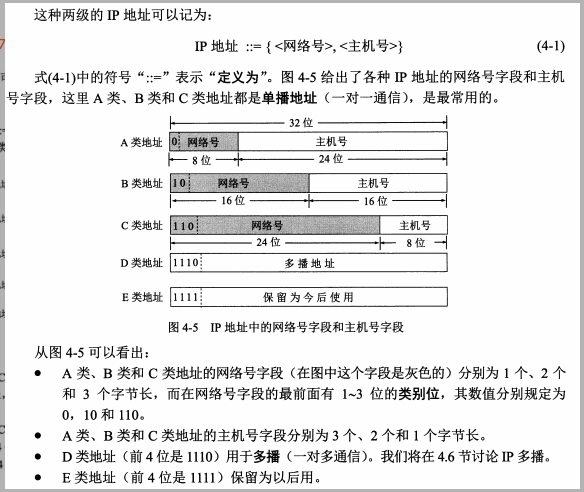 这种两级的 IP 地址可以记为：
IP 地址 ::= { <网络号>, <主机号>} (4-1)
式(4-1)中的符号“::=”表示“定义为”。图 4-5 给出了各种 IP 地址的网络号字段和主机
号字段，这里 A 类、B 类和 C 类地址都是单播地址（一对一通信），是最常用的。
32 位
A 类地址 0 网络号 主机号
8 位 24 位
B 类地址 10 网络号 主机号
16 位 16 位
C 类地址 110 网络号 主机号
24 位 8 位
D 类地址 1110 多播地址
E 类地址 1111 保留为今后使用
图 4-5 IP 地址中的网络号字段和主机号字段
从图 4-5 可以看出：
● A 类、B 类和 C 类地址的网络号字段（在图中这个字段是灰色的）分别为 1 个、2 个
和 3 个字节长，而在网络号字段的最前面有 1~3 位的类别位，其数值分别规定为
0，10 和 110。
● A 类、B 类和 C 类地址的主机号字段分别为 3 个、2 个和 1 个字节长。
● D 类地址（前 4 位是 1110）用于多播（一对多通信）。我们将在 4.6 节讨论 IP 多播。
● E 类地址（前 4 位是 1111）保留为以后用。